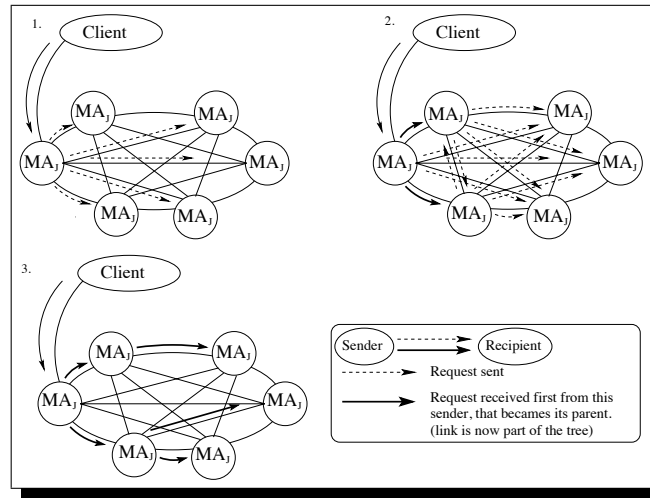 1.
Client
MAJ
MAJ
MAJ
MAJ
MAJ
MAJ
2.
Client
MAJ
MAJ
MAJ
MAJ
MAJ
MAJ
3.
Client
MAJ
MAJ
MAJ
MAJ
MAJ
MAJ
Sender
Recipient
Request sent
Request received first from this
sender, that becames its parent.
(link is now part of the tree)